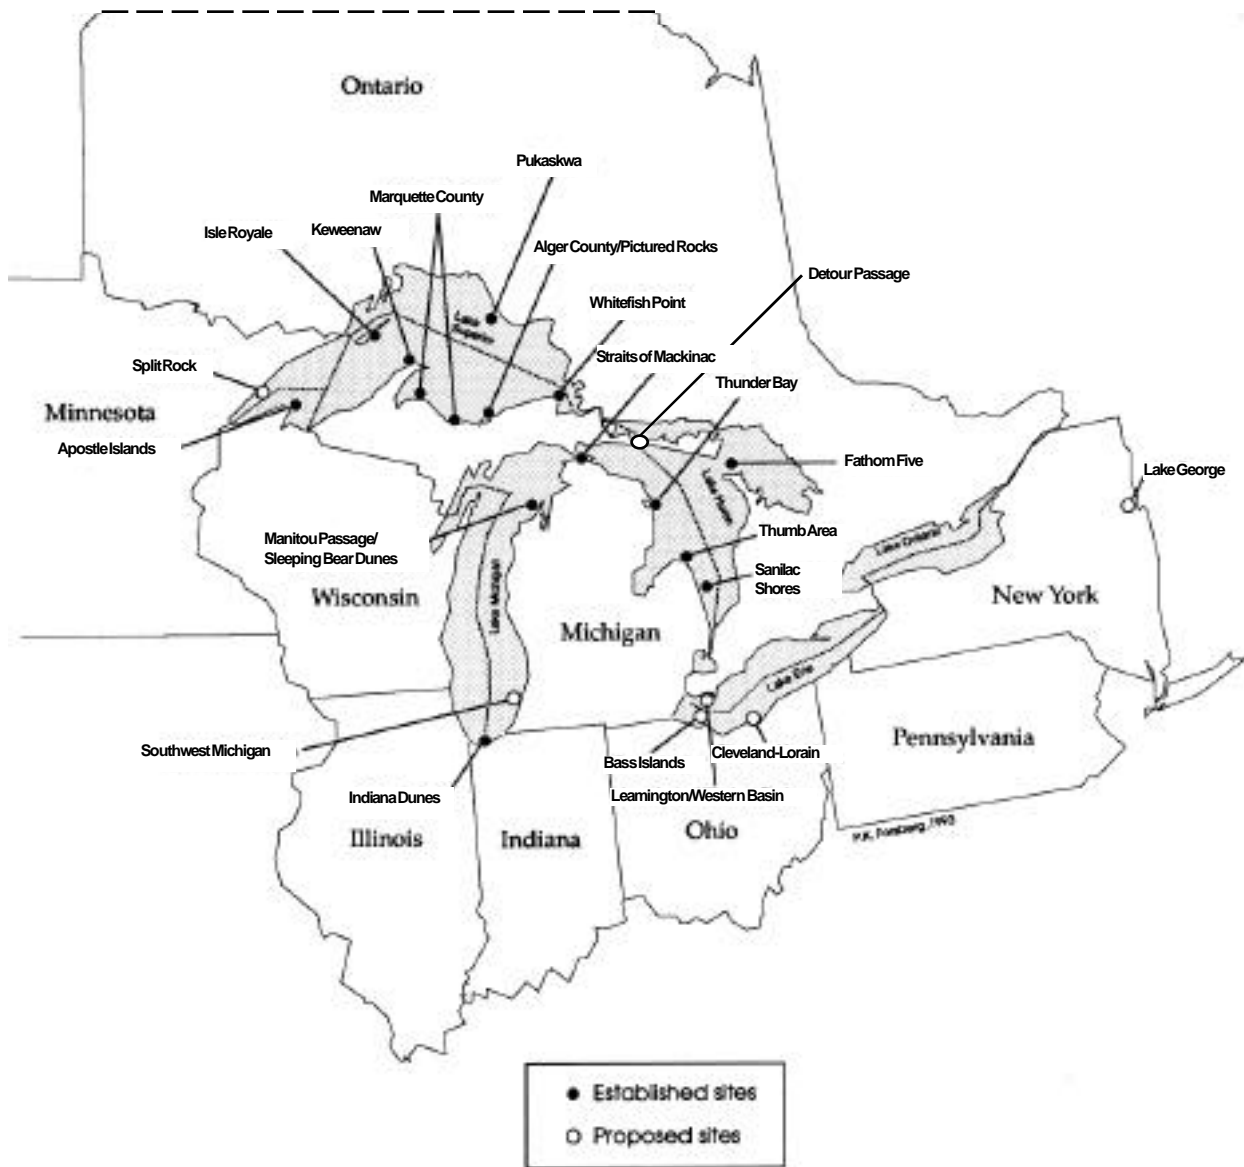 Ontario
Pukaskwa
Marquette County
Isle Royale
Keweenaw
Alger County/Pictured Rocks
Detour Passage
Whitefish Point
Lake
Superior
Straits of Mackinac
Split Rock
Thunder Bay
Minnesota
Apostle Islands
Fathom Five
Lake George
Lake Huron
Manitou Passage/
Sleeping Bear Dunes
Thumb Area
Lake Ontario
Sanilac
Shores
Wisconsin
Lake Michigan
Michigan
New York
Lake Erie
Southwest Michigan
Bass Islands
Cleveland-Lorain
Pennsylvania
Indiana Dunes
Leamington/Western Basin
Illinois
Indiana
Ohio
P.R. Forsberg, 1993
Established sites
Proposed sites